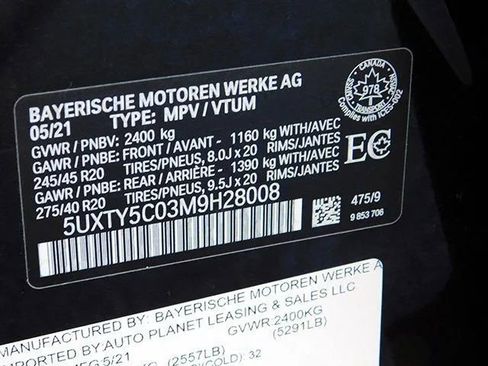 BAYERISCHE MOTOREN WERKE AG
05/21 TYPE: MPV / VTUM
GVWR / PNBV: 2400 kg
GAWR / PNBE: FRONT / AVANT - 1160 kg WITH/AVEC
245/45 R20 TIRES/PNEUS, 8.0J x 20 RIMS/JANTES
GAWR / PNBE: REAR / ARRIÈRE - 1390 kg WITH/AVEC
275/40 R20 TIRES/PNEUS, 9.5J x 20 RIMS/JANTES
5UXTY5C03M9H28008
CANADA
978
TRANSPORT
Complies with ICES-002
EC
475/9
9 853 706
MANUFACTURED BY: BAYERISCHE MOTOREN WERKE A
IMPORTED BY: AUTO PLANET LEASING & SALES LLC
MFG 5/21 GVWR: 2400KG
(5291LB)
(2557LB)
(COLD): 32